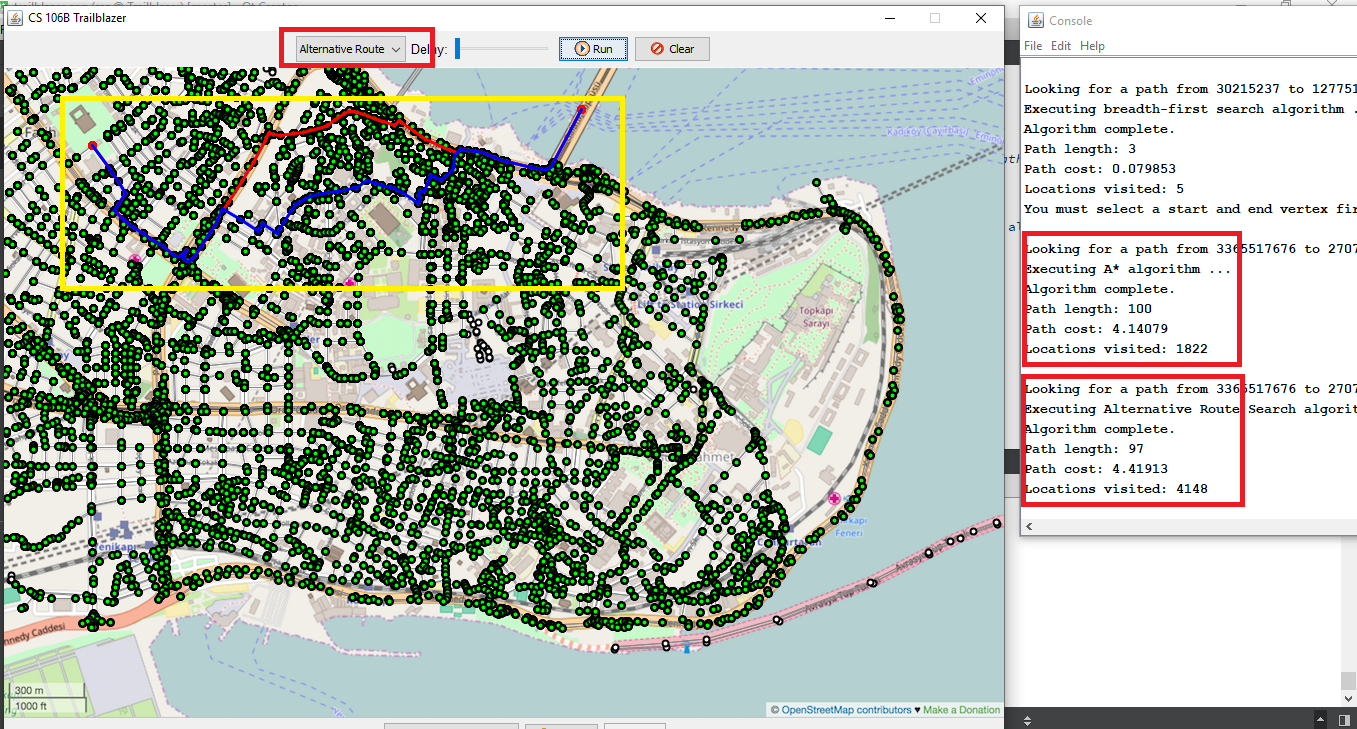 CS 106B Trailblazer
Alternative Route
Delay:
Run
Clear
Console
File Edit Help
Looking for a path from 30215237 to 127751
Executing breadth-first search algorithm .
Algorithm complete.
Path length: 3
Path cost: 0.079853
Locations visited: 5
You must select a start and end vertex fir
Looking for a path from 3365517676 to 2707
Executing A* algorithm ...
Algorithm complete.
Path length: 100
Path cost: 4.14079
Locations visited: 1822
Looking for a path from 3365517676 to 2707
Executing Alternative Route Search algorit
Algorithm complete.
Path length: 97
Path cost: 4.41913
Locations visited: 4148
Kennedy
Sirkeci
Topkapı
Sarayı
Feneri
nnedy Caddesi
300 m
1000 ft
© OpenStreetMap contributors ♥ Make a Donation